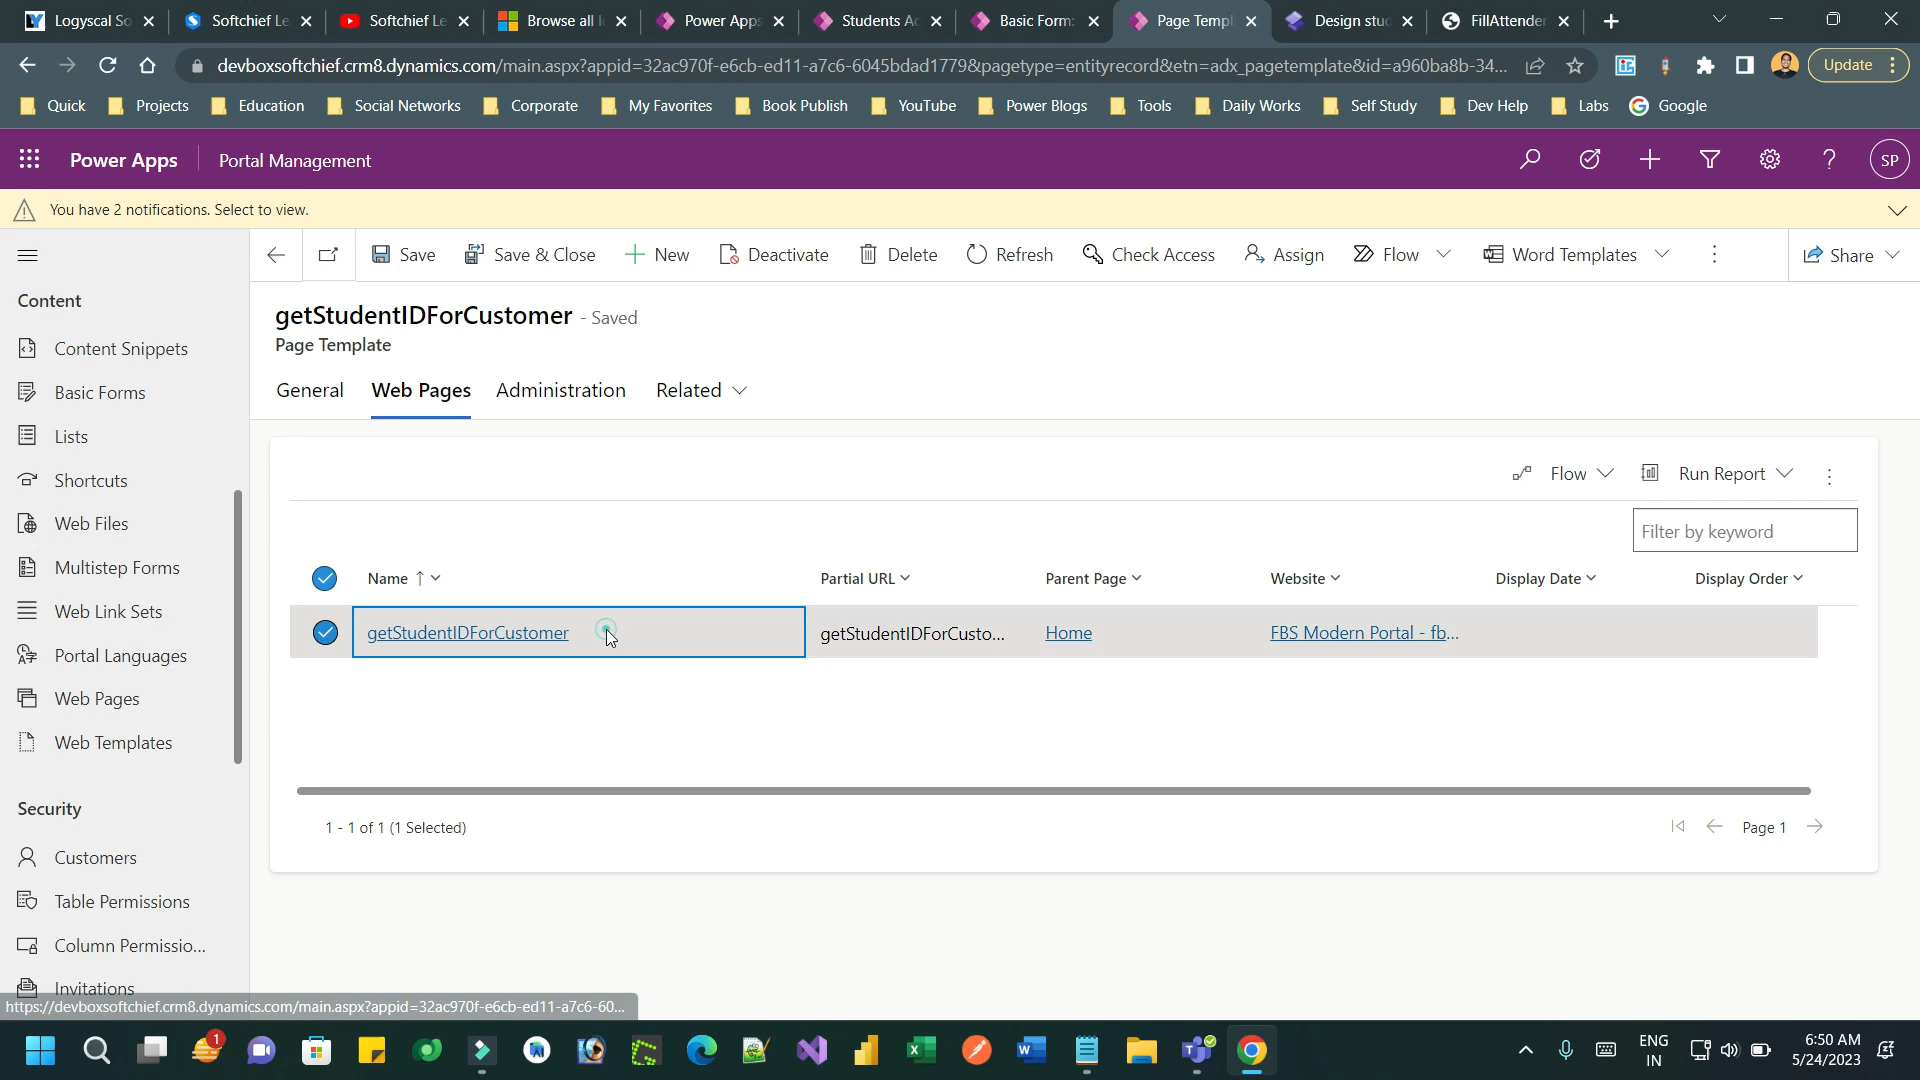 Logyscal So
Softchief Le
Softchief Le
Browse all
Power Apps
Students Ac
Basic Form:
Page Templ
Design stud
FillAttender
devboxsoftchief.crm8.dynamics.com/main.aspx?appid=32ac970f-e6cb-ed11-a7c6-6045bdad1779&pagetype=entityrecord&etn=adx_pagetemplate&id=a960ba8b-34...
Update
Quick
Projects
Education
Social Networks
Corporate
My Favorites
Book Publish
YouTube
Power Blogs
Tools
Daily Works
Self Study
Dev Help
Labs
Google
Power Apps
Portal Management
SP
You have 2 notifications. Select to view.
Save
Save & Close
New
Deactivate
Delete
Refresh
Check Access
Assign
Flow
Word Templates
Share
Content
Content Snippets
Basic Forms
Lists
Shortcuts
Web Files
Multistep Forms
Web Link Sets
Portal Languages
Web Pages
Web Templates
Security
Customers
Table Permissions
Column Permissio...
Invitations
getStudentIDForCustomer - Saved
Page Template
General
Web Pages
Administration
Related
Flow
Run Report
Filter by keyword
Name
Partial URL
Parent Page
Website
Display Date
Display Order
getStudentIDForCustomer
getStudentIDForCusto...
Home
FBS Modern Portal - fb...
1 - 1 of 1 (1 Selected)
Page 1
https://devboxsoftchief.crm8.dynamics.com/main.aspx?appid=32ac970f-e6cb-ed11-a7c6-60...
1
ENG
IN
6:50 AM
5/24/2023